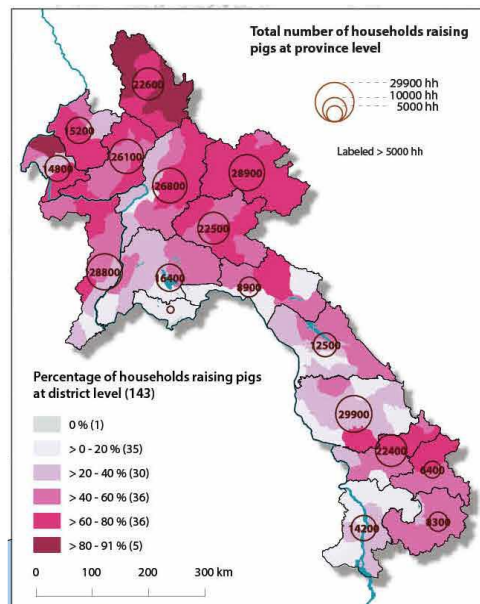 Total number of households raising
pigs at province level
29900 hh
10000 hh
5000 hh
Labeled > 5000 hh
22600
15200
26100
14800
26800
28900
22500
28800
16400
8900
12500
29900
22400
6400
8300
14200
Percentage of households raising pigs
at district level (143)
0 % (1)
> 0 - 20 % (35)
> 20 - 40 % (30)
> 40 - 60 % (36)
> 60 - 80 % (36)
> 80 - 91 % (5)
0 100 200 300 km